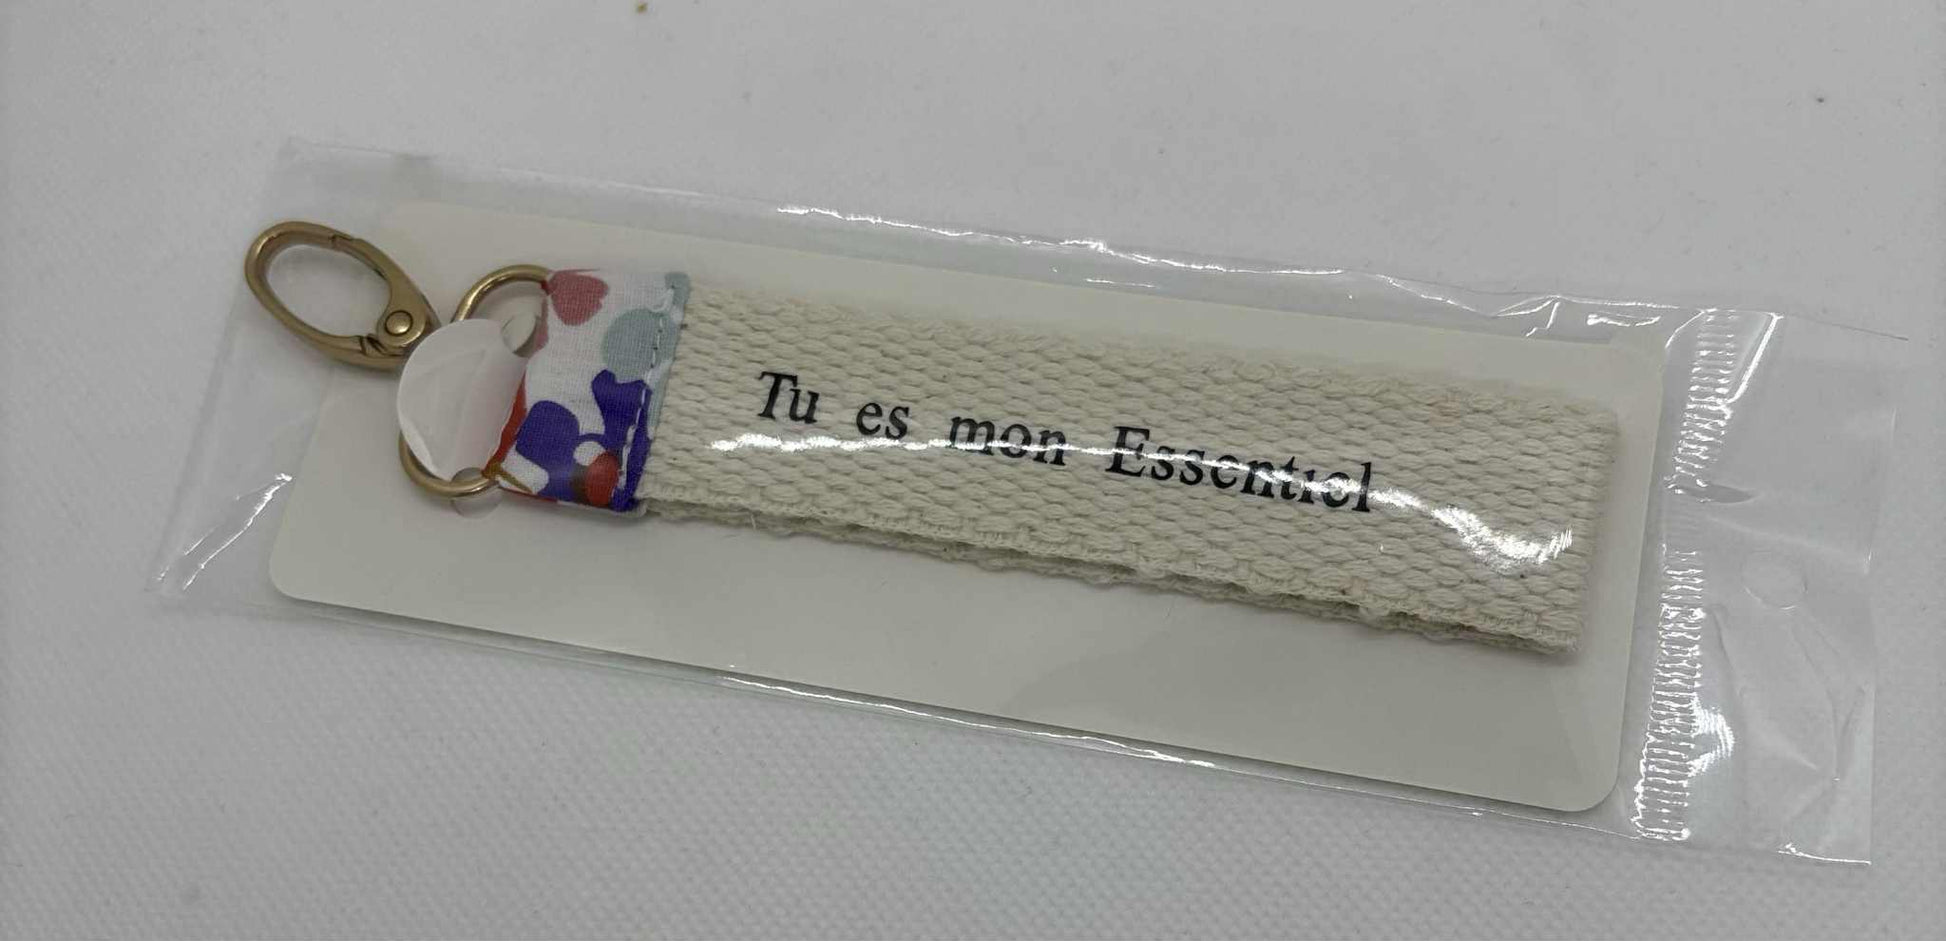 Tu es mon Essentiel